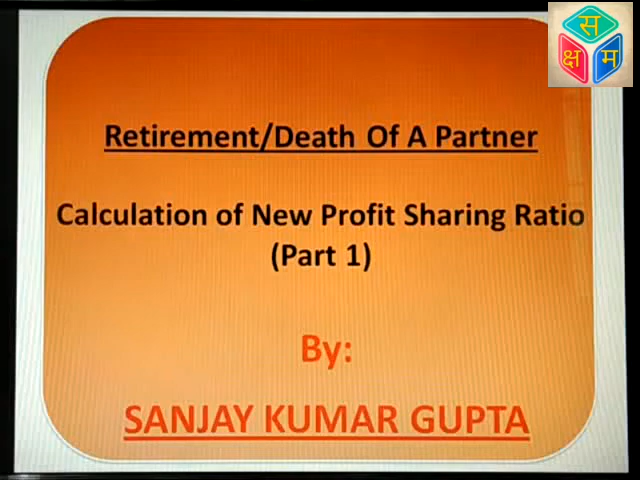 स
क्ष म
Retirement/Death Of A Partner
Calculation of New Profit Sharing Ratio
(Part 1)
By:
SANJAY KUMAR GUPTA